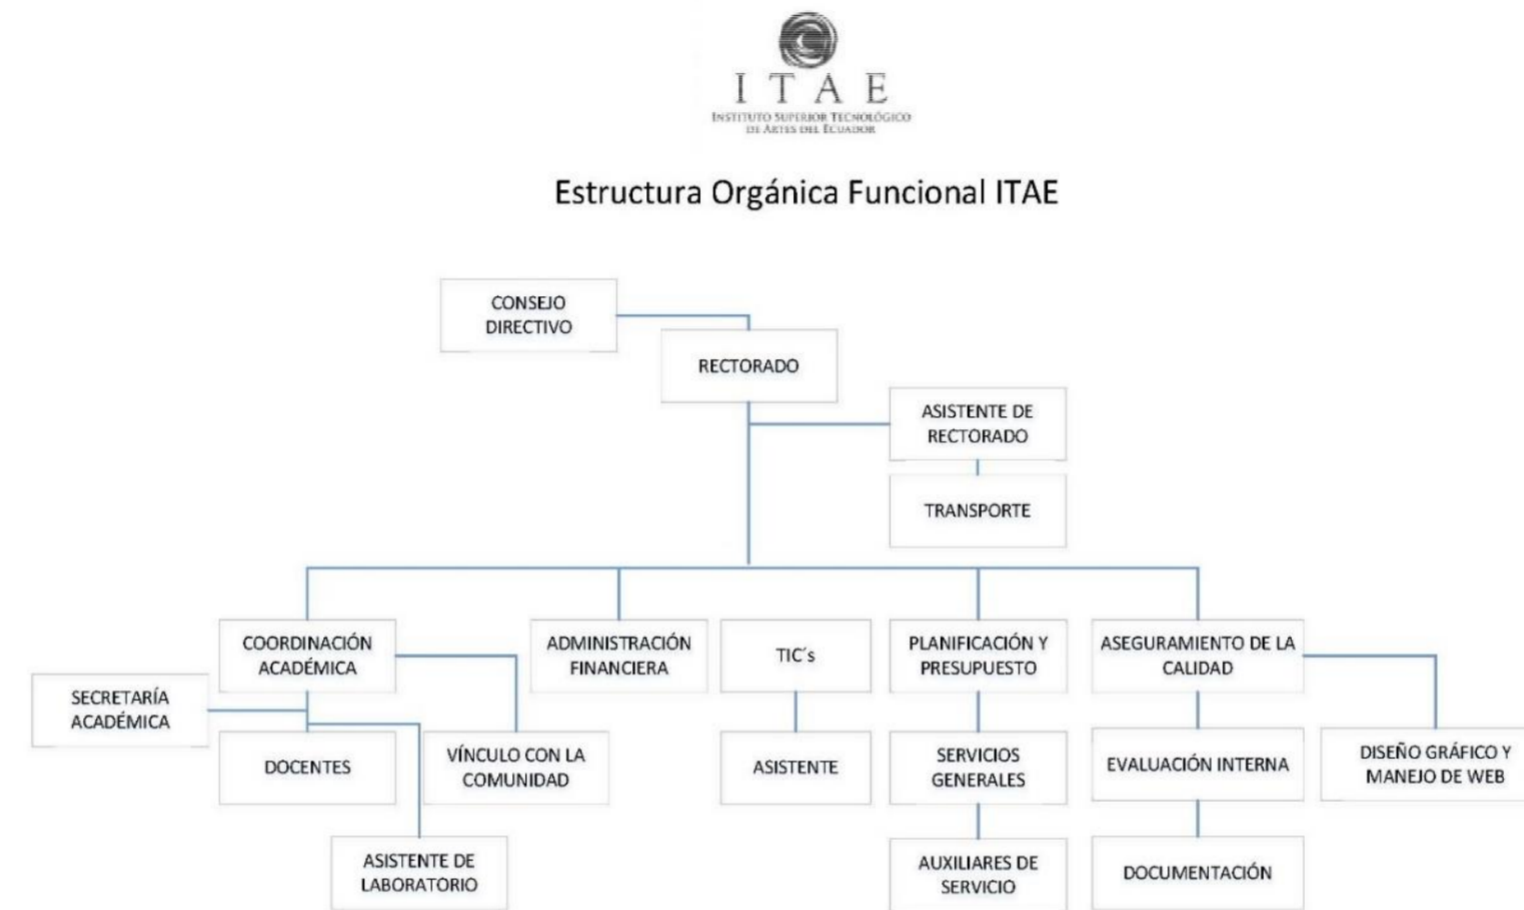 ITAE
INSTITUTO SUPERIOR TECNOLÓGICO
DE ARTES DEL ECUADOR
Estructura Orgánica Funcional ITAE
CONSEJO
DIRECTIVO
RECTORADO
ASISTENTE DE
RECTORADO
TRANSPORTE
COORDINACIÓN
ACADÉMICA
ADMINISTRACIÓN
FINANCIERA
TIC´s
PLANIFICACIÓN Y
PRESUPUESTO
ASEGURAMIENTO DE LA
CALIDAD
SECRETARÍA
ACADÉMICA
DOCENTES
VÍNCULO CON LA
COMUNIDAD
ASISTENTE
SERVICIOS
GENERALES
EVALUACIÓN INTERNA
DISEÑO GRÁFICO Y
MANEJO DE WEB
ASISTENTE DE
LABORATORIO
AUXILIARES DE
SERVICIO
DOCUMENTACIÓN